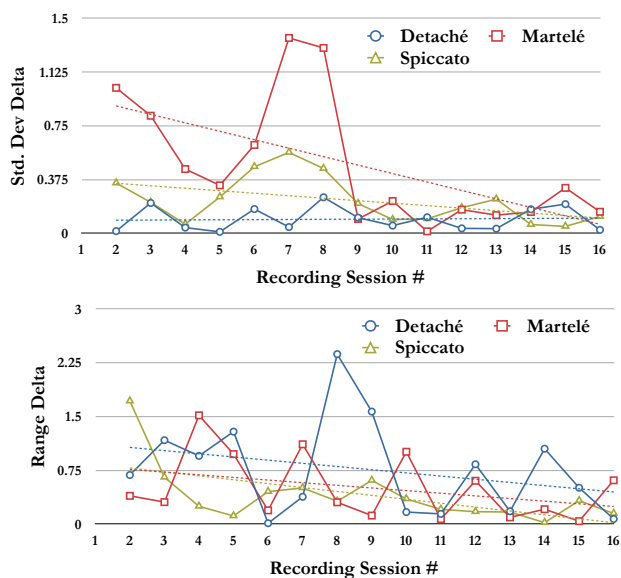 1.5
Detaché
Martelé
Spiccato
1.125
0.75
0.375
0
Std. Dev Delta
1 2 3 4 5 6 7 8 9 10 11 12 13 14 15 16
Recording Session #
3
Detaché
Martelé
Spiccato
2.25
1.5
0.75
0
Range Delta
1 2 3 4 5 6 7 8 9 10 11 12 13 14 15 16
Recording Session #